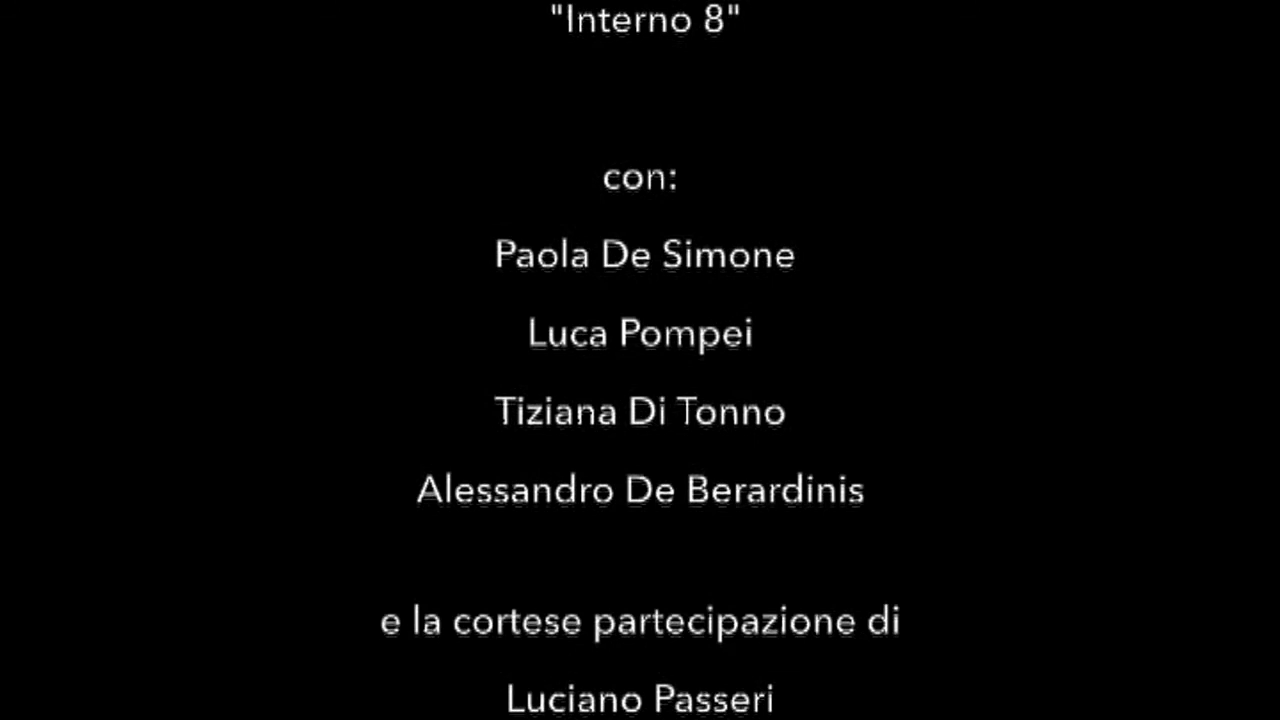 "Interno 8"
con:
Paola De Simone
Luca Pompei
Tiziana Di Tonno
Alessandro De Berardinis
e la cortese partecipazione di
Luciano Passeri